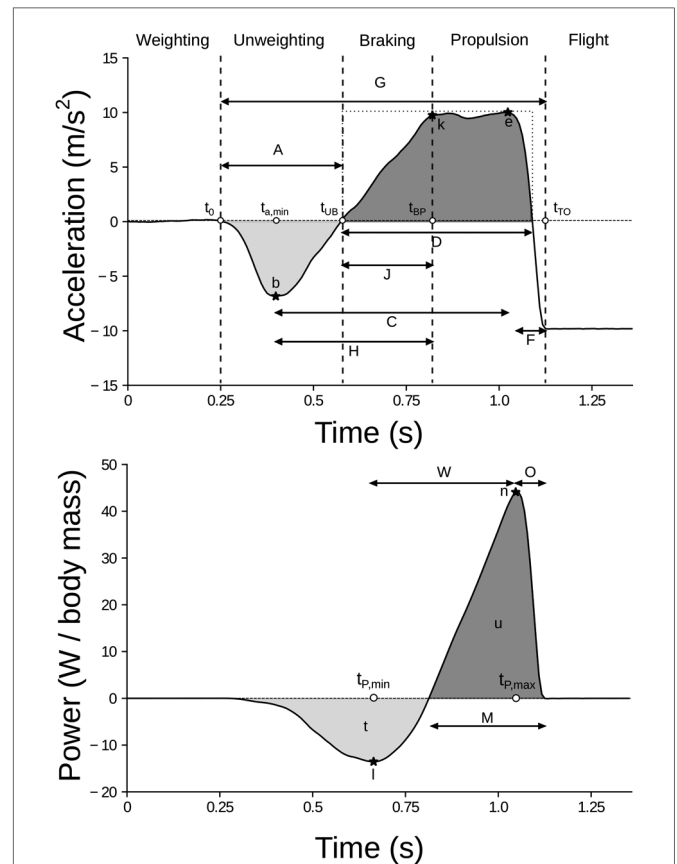 Weighting Unweighting Braking Propulsion Flight
15
G
10
k e
A
5
t0 ta,min tUB tBP tTO
0
D
-5
J
b
C
-10
F
H
-15
0 0.25 0.5 0.75 1.0 1.25
Time (s)
Acceleration (m/s²)
50
W O
n
40
30
20
u
10
tP,min tP,max
0
M
t
-10
l
-20
0 0.25 0.5 0.75 1.0 1.25
Time (s)
Power (W / body mass)